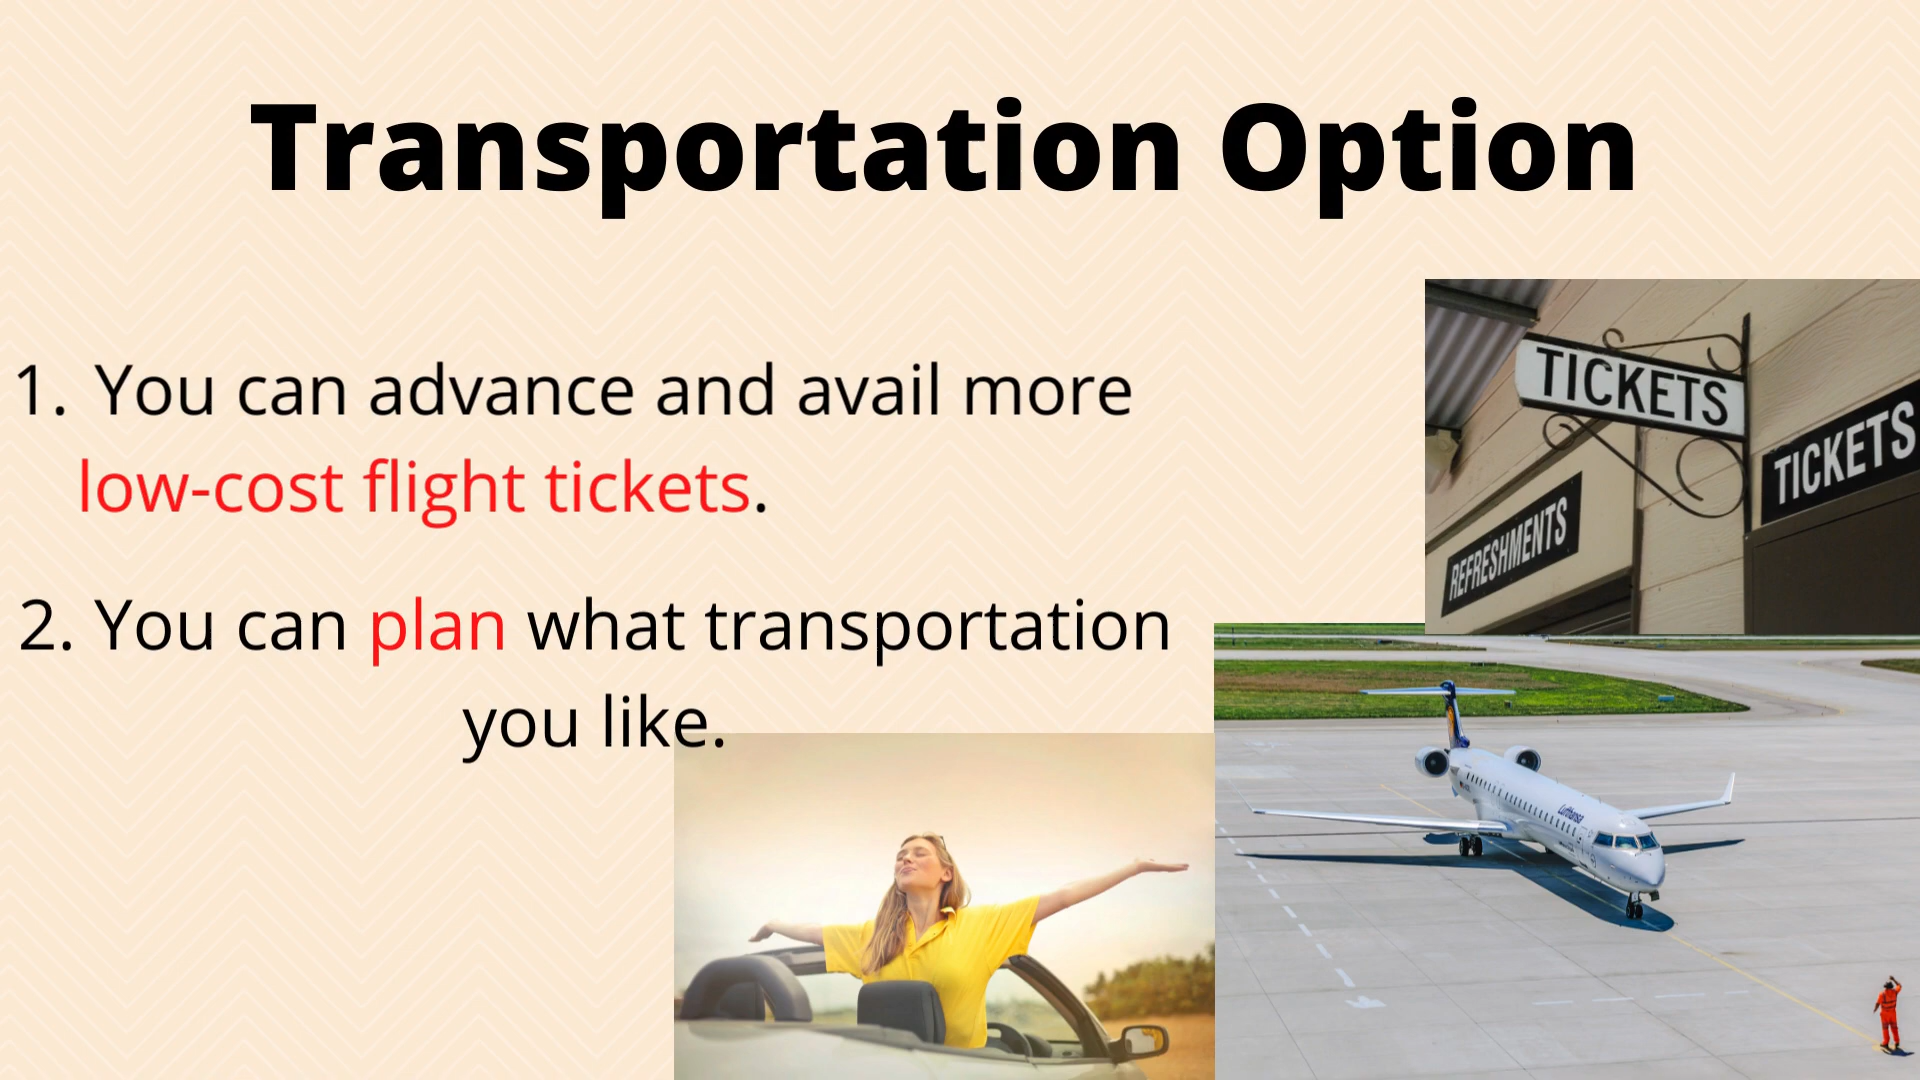 Transportation Option
1. You can advance and avail more
low-cost flight tickets.
2. You can plan what transportation
you like.
TICKETS
TICKETS
REFRESHMENTS
Lufthansa